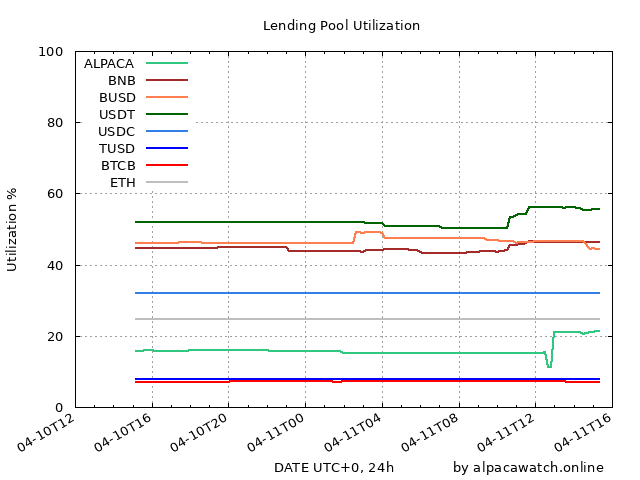 Lending Pool Utilization
100
80
60
40
20
0
Utilization %
ALPACA
BNB
BUSD
USDT
USDC
TUSD
BTCB
ETH
04-10T12
04-10T16
04-10T20
04-11T00
04-11T04
04-11T08
04-11T12
04-11T16
DATE UTC+0, 24h
by alpacawatch.online